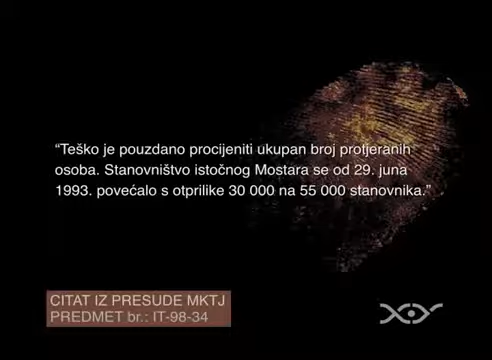 “Teško je pouzdano procijeniti ukupan broj protjeranih
osoba. Stanovništvo istočnog Mostara se od 29. juna
1993. povećalo s otprilike 30 000 na 55 000 stanovnika.”
CITAT IZ PRESUDE MKTJ
PREDMET br.: IT-98-34